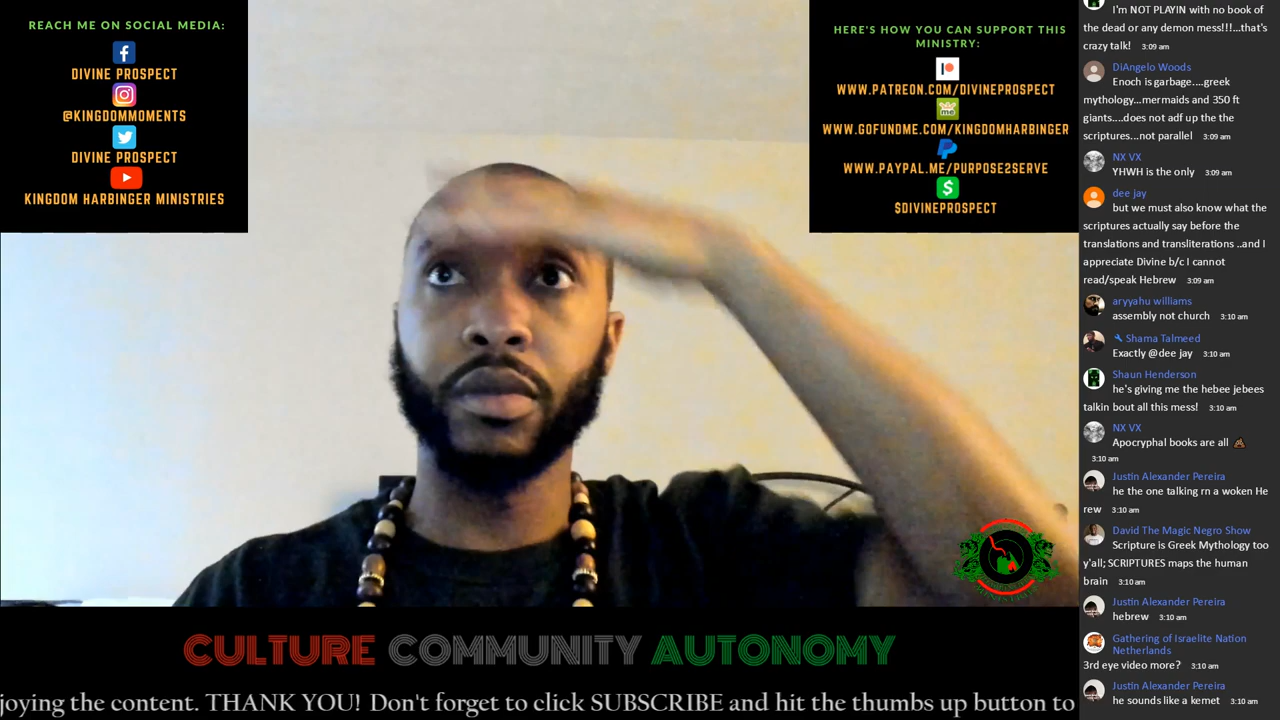 REACH ME ON SOCIAL MEDIA:
DIVINE PROSPECT
@KINGDOMMOMENTS
DIVINE PROSPECT
KINGDOM HARBINGER MINISTRIES
HERE'S HOW YOU CAN SUPPORT THIS
MINISTRY:
WWW.PATREON.COM/DIVINEPROSPECT
me
WWW.GOFUNDME.COM/KINGDOMHARBINGER
WWW.PAYPAL.ME/PURPOSE2SERVE
$DIVINEPROSPECT
I'm NOT PLAYIN with no book of
the dead or any demon mess!!!...that's
crazy talk! 3:09 am
DiAngelo Woods
Enoch is garbage....greek
mythology...mermaids and 350 ft
giants....does not adf up the the
scriptures...not parallel 3:09 am
NX VX
YHWH is the only 3:09 am
dee jay
but we must also know what the
scriptures actually say before the
translations and transliterations ..and I
appreciate Divine b/c I cannot
read/speak Hebrew 3:09 am
aryyahu williams
assembly not church 3:10 am
Shama Talmeed
Exactly @dee jay 3:10 am
Shaun Henderson
he's giving me the hebee jebees
talkin bout all this mess! 3:10 am
NX VX
Apocryphal books are all
3:10 am
Justin Alexander Pereira
he the one talking rn a woken He
rew 3:10 am
David The Magic Negro Show
Scripture is Greek Mythology too
y'all; SCRIPTURES maps the human
brain 3:10 am
Justin Alexander Pereira
hebrew 3:10 am
Gathering of Israelite Nation
Netherlands
3rd eye video more? 3:10 am
Justin Alexander Pereira
he sounds like a kemet 3:10 am
CULTURE COMMUNITY AUTONOMY
joying the content. THANK YOU! Don't forget to click SUBSCRIBE and hit the thumbs up button to